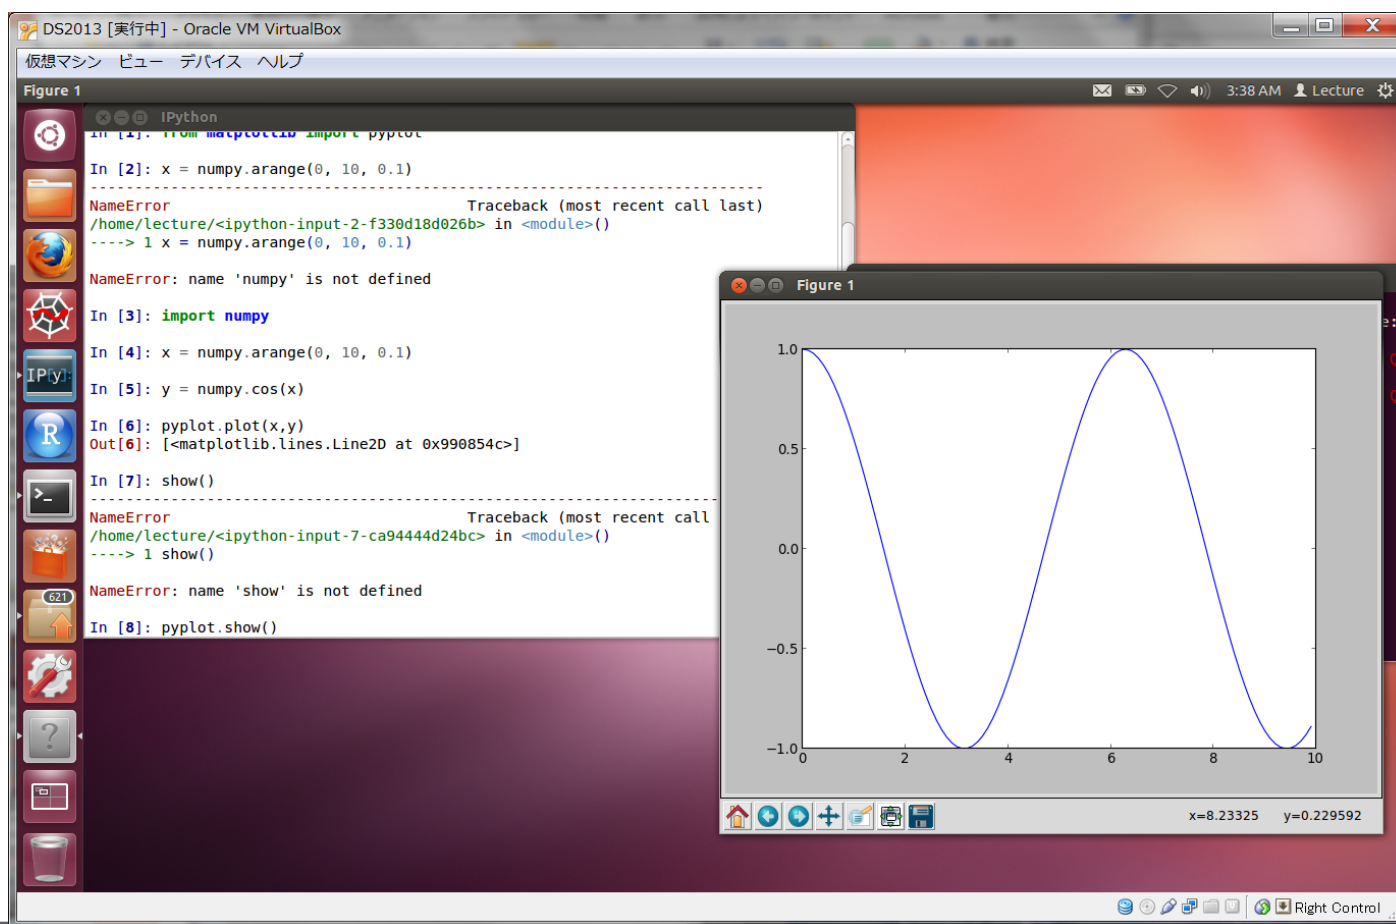 DS2013 [実行中] - Oracle VM VirtualBox
仮想マシン ビュー デバイス ヘルプ
Figure 1
3:38 AM Lecture
IPython
In [1]: from matplotlib import pyplot
In [2]: x = numpy.arange(0, 10, 0.1)
---------------------------------------------------------------------------
NameError Traceback (most recent call last)
/home/lecture/<ipython-input-2-f330d18d026b> in <module>()
----> 1 x = numpy.arange(0, 10, 0.1)
NameError: name 'numpy' is not defined
In [3]: import numpy
In [4]: x = numpy.arange(0, 10, 0.1)
In [5]: y = numpy.cos(x)
In [6]: pyplot.plot(x,y)
Out[6]: [<matplotlib.lines.Line2D at 0x990854c>]
In [7]: show()
---------------------------------------------------------------------------
NameError Traceback (most recent call
/home/lecture/<ipython-input-7-ca94444d24bc> in <module>()
----> 1 show()
NameError: name 'show' is not defined
In [8]: pyplot.show()
IP[y]:
R
>_
621
?
Figure 1
1.0
0.5
0.0
−0.5
−1.0
0 2 4 6 8 10
x=8.23325 y=0.229592
e:
Right Control